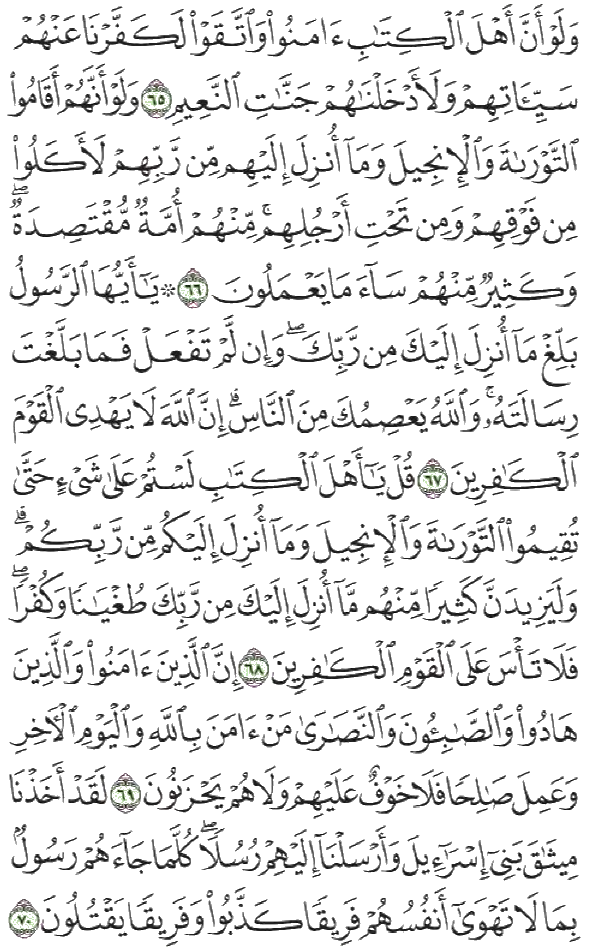 وَلَوْ أَنَّ أَهْلَ ٱلْكِتَٰبِ ءَامَنُوا۟ وَٱتَّقَوْا۟ لَكَفَّرْنَا عَنْهُمْ
سَيِّـَٔاتِهِمْ وَلَأَدْخَلْنَٰهُمْ جَنَّٰتِ ٱلنَّعِيمِ ٦٥ وَلَوْ أَنَّهُمْ أَقَامُوا۟
ٱلتَّوْرَىٰةَ وَٱلْإِنجِيلَ وَمَآ أُنزِلَ إِلَيْهِم مِّن رَّبِّهِمْ لَأَكَلُوا۟
مِن فَوْقِهِمْ وَمِن تَحْتِ أَرْجُلِهِم ۚ مِّنْهُمْ أُمَّةٌ مُّقْتَصِدَةٌ ۖ
وَكَثِيرٌ مِّنْهُمْ سَآءَ مَا يَعْمَلُونَ ٦٦ ۞ يَٰٓأَيُّهَا ٱلرَّسُولُ
بَلِّغْ مَآ أُنزِلَ إِلَيْكَ مِن رَّبِّكَ ۖ وَإِن لَّمْ تَفْعَلْ فَمَا بَلَّغْتَ
رِسَالَتَهُۥ ۚ وَٱللَّهُ يَعْصِمُكَ مِنَ ٱلنَّاسِ ۗ إِنَّ ٱللَّهَ لَا يَهْدِى ٱلْقَوْمَ
ٱلْكَٰفِرِينَ ٦٧ قُلْ يَٰٓأَهْلَ ٱلْكِتَٰبِ لَسْتُمْ عَلَىٰ شَىْءٍ حَتَّىٰ
تُقِيمُوا۟ ٱلتَّوْرَىٰةَ وَٱلْإِنجِيلَ وَمَآ أُنزِلَ إِلَيْكُم مِّن رَّبِّكُمْ ۗ
وَلَيَزِيدَنَّ كَثِيرًا مِّنْهُم مَّآ أُنزِلَ إِلَيْكَ مِن رَّبِّكَ طُغْيَٰنًا وَكُفْرًا ۖ
فَلَا تَأْسَ عَلَى ٱلْقَوْمِ ٱلْكَٰفِرِينَ ٦٨ إِنَّ ٱلَّذِينَ ءَامَنُوا۟ وَٱلَّذِينَ
هَادُوا۟ وَٱلصَّٰبِـُٔونَ وَٱلنَّصَٰرَىٰ مَنْ ءَامَنَ بِٱللَّهِ وَٱلْيَوْمِ ٱلْـَٔاخِرِ
وَعَمِلَ صَٰلِحًا فَلَا خَوْفٌ عَلَيْهِمْ وَلَا هُمْ يَحْزَنُونَ ٦٩ لَقَدْ أَخَذْنَا
مِيثَٰقَ بَنِىٓ إِسْرَٰٓءِيلَ وَأَرْسَلْنَآ إِلَيْهِمْ رُسُلًا ۖ كُلَّمَا جَآءَهُمْ رَسُولٌۢ
بِمَا لَا تَهْوَىٰٓ أَنفُسُهُمْ فَرِيقًا كَذَّبُوا۟ وَفَرِيقًا يَقْتُلُونَ ٧٠